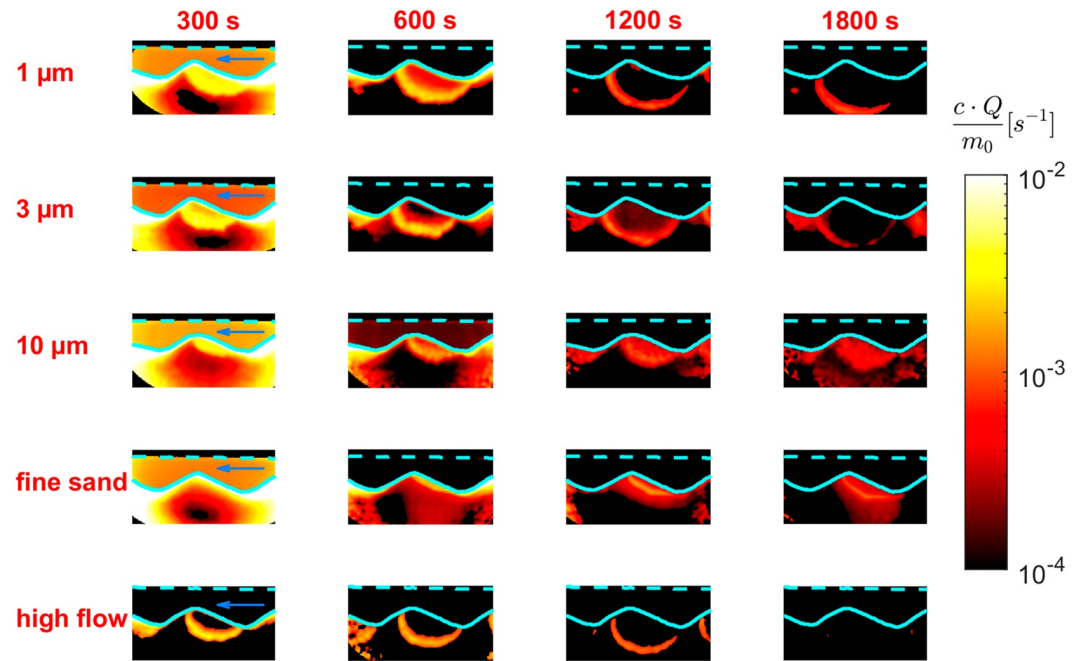 300 s 600 s 1200 s 1800 s
1 µm
c · Q / m₀ [s⁻¹]
10⁻²
3 µm
10 µm
10⁻³
fine sand
10⁻⁴
high flow